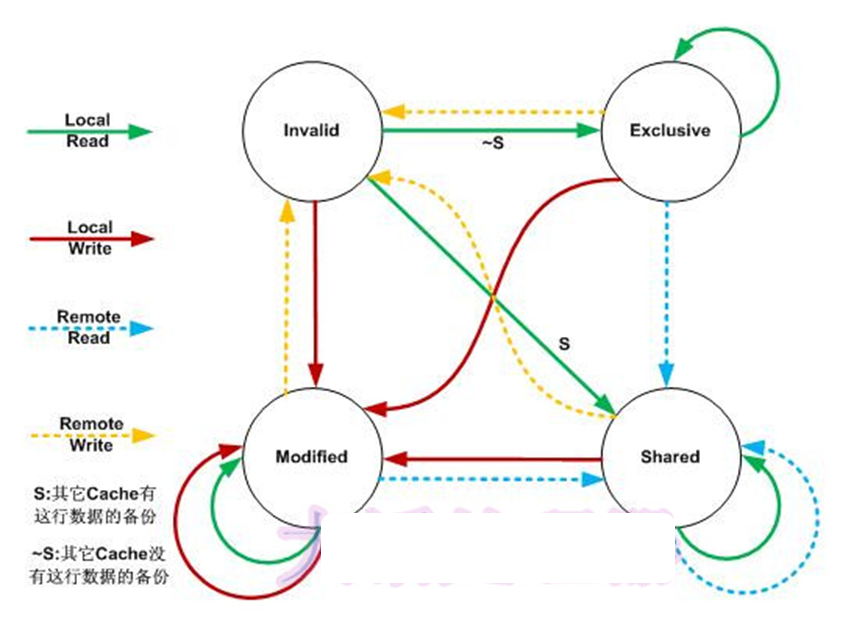 Local
Read
Local
Write
Remote
Read
Remote
Write
S:其它Cache有
这行数据的备份
~S:其它Cache没
有这行数据的备份
Invalid
Exclusive
~S
S
Modified
Shared